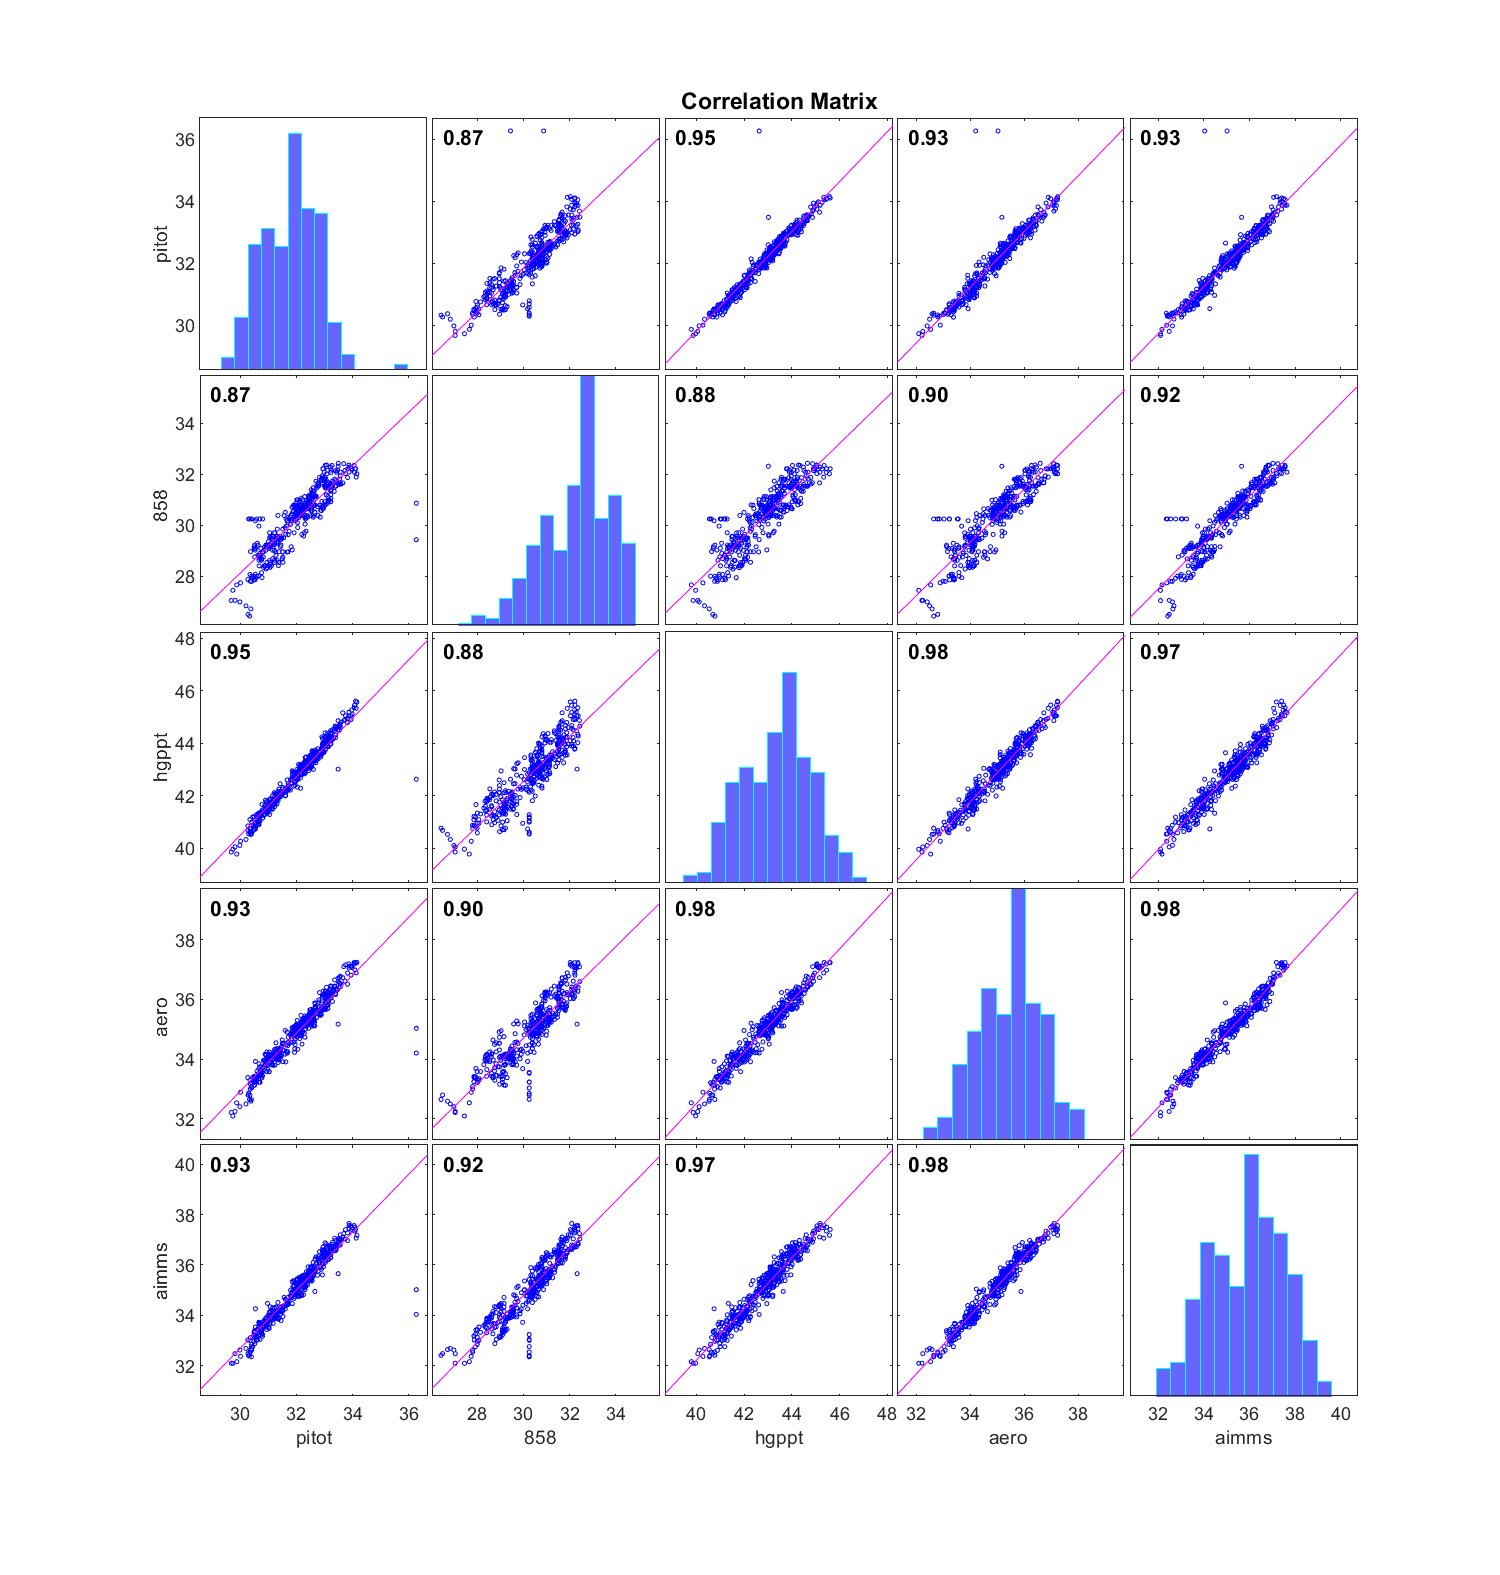 Correlation Matrix
36 34 32 30
pitot
0.87
0.95
0.93
0.93
34 32 30 28
858
0.87
0.88
0.90
0.92
48 46 44 42 40
hgppt
0.95
0.88
0.98
0.97
38 36 34 32
aero
0.93
0.90
0.98
0.98
40 38 36 34 32
aimms
0.93
0.92
0.97
0.98
30 32 34 36 28 30 32 34 40 42 44 46 48 32 34 36 38 32 34 36 38 40
pitot 858 hgppt aero aimms